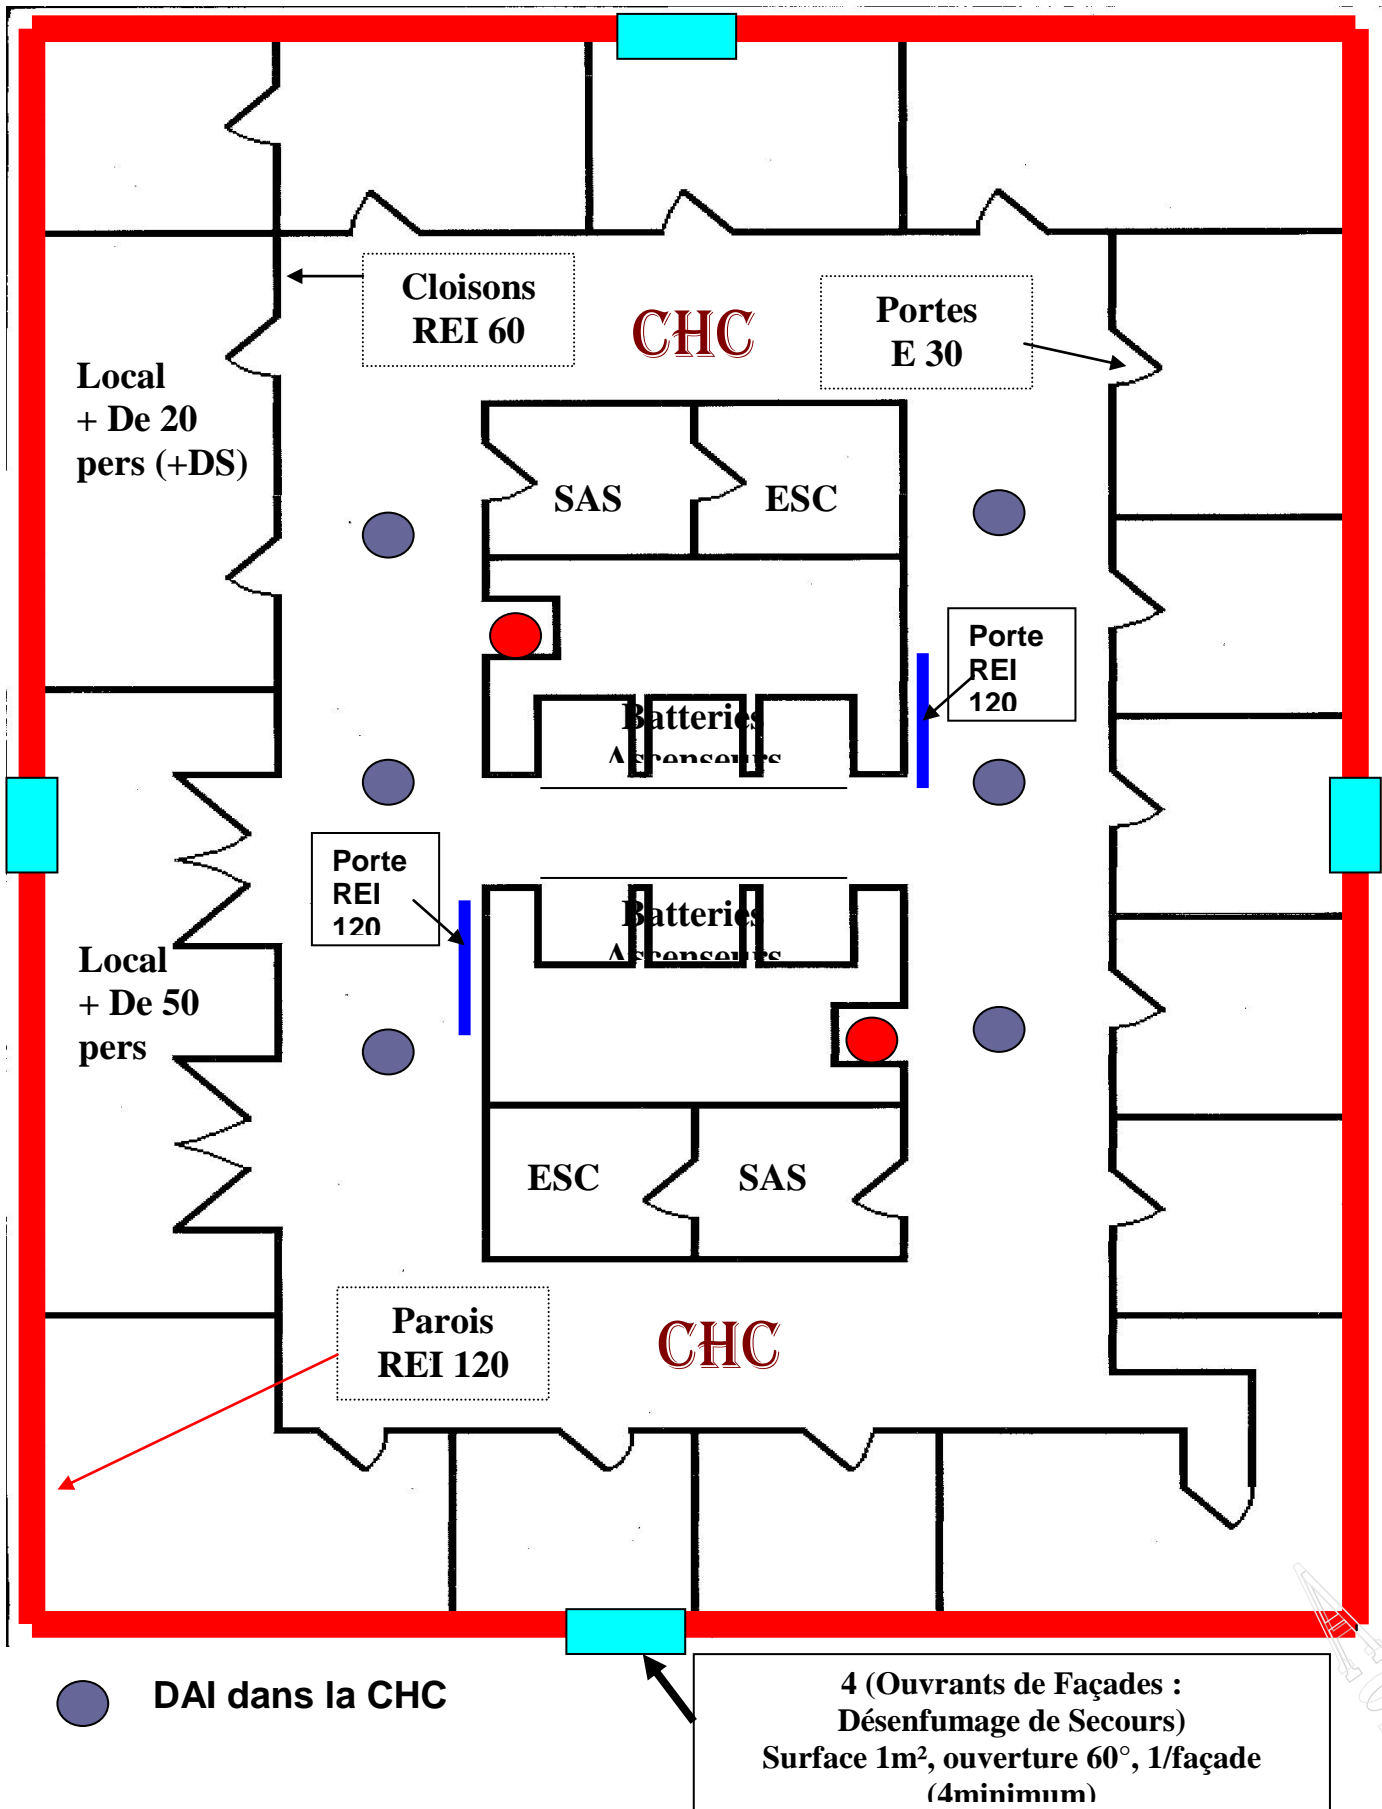 Cloisons
REI 60
CHC
Portes
E 30
Local
+ De 20
pers (+DS)
SAS
ESC
Porte
REI
120
Batteries
Ascenseurs
Porte
REI
120
Batteries
Ascenseurs
Local
+ De 50
pers
ESC
SAS
Parois
REI 120
CHC
DAI dans la CHC
4 (Ouvrants de Façades :
Désenfumage de Secours)
Surface 1m², ouverture 60°, 1/façade
(4minimum)